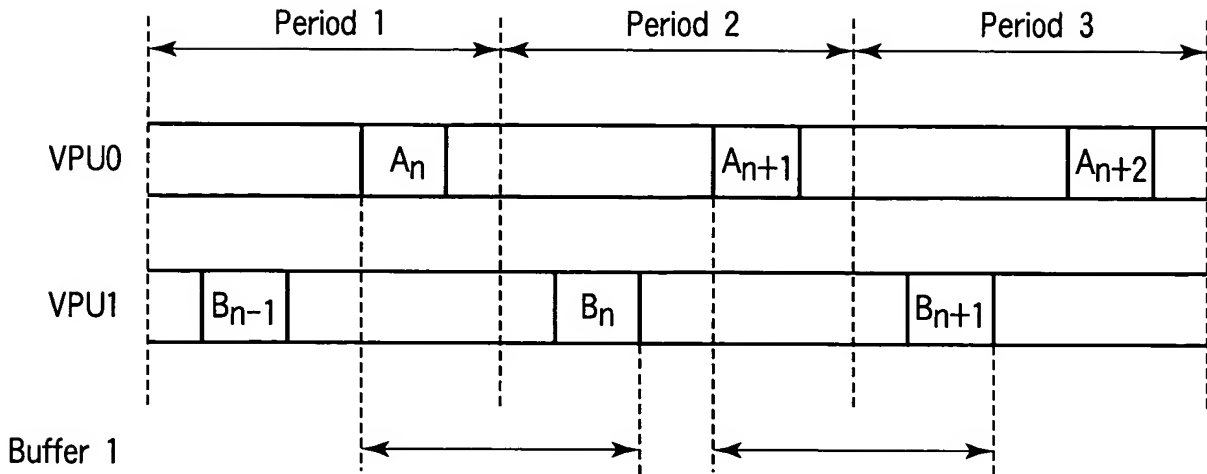 Period 1 Period 2 Period 3
VPU0 Aₙ Aₙ₊₁ Aₙ₊₂
VPU1 Bₙ₋₁ Bₙ Bₙ₊₁
Buffer 1